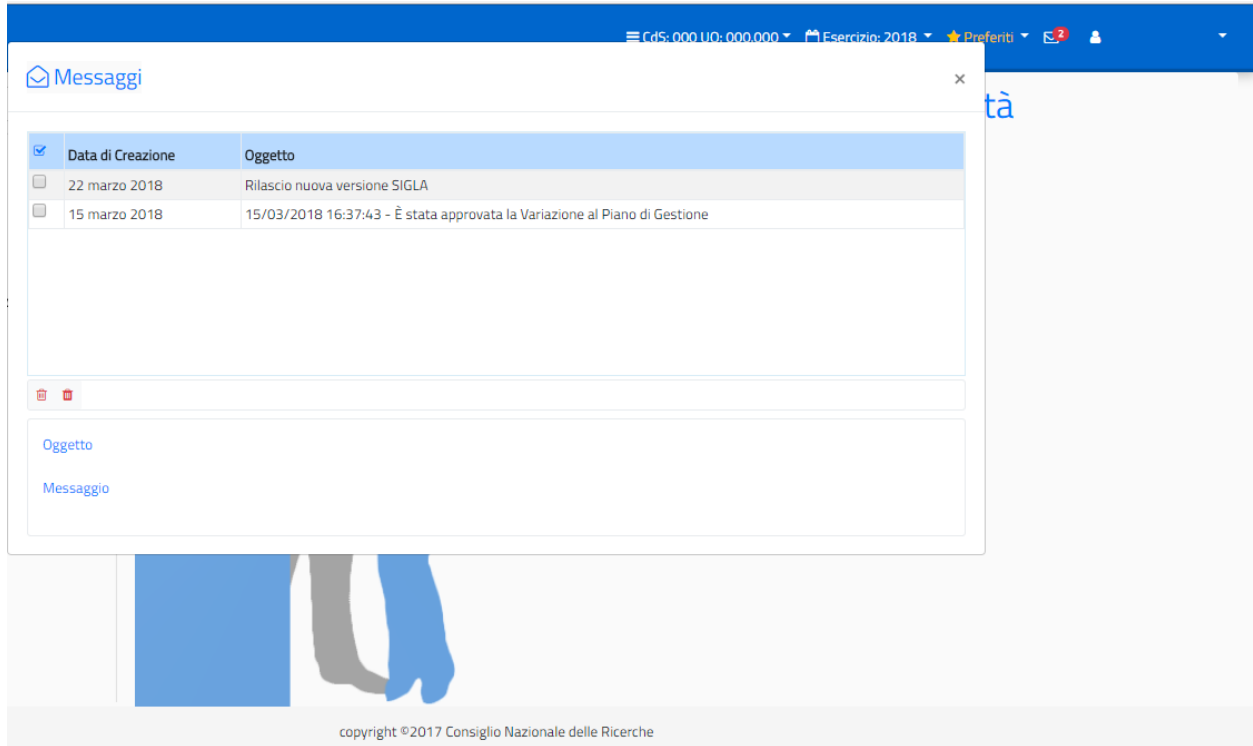 CdS: 000 UO: 000.000 Esercizio: 2018 Preferiti 2
Messaggi ×
tà
Data di Creazione Oggetto
22 marzo 2018 Rilascio nuova versione SIGLA
15 marzo 2018 15/03/2018 16:37:43 - È stata approvata la Variazione al Piano di Gestione
Oggetto
Messaggio
copyright ©2017 Consiglio Nazionale delle Ricerche